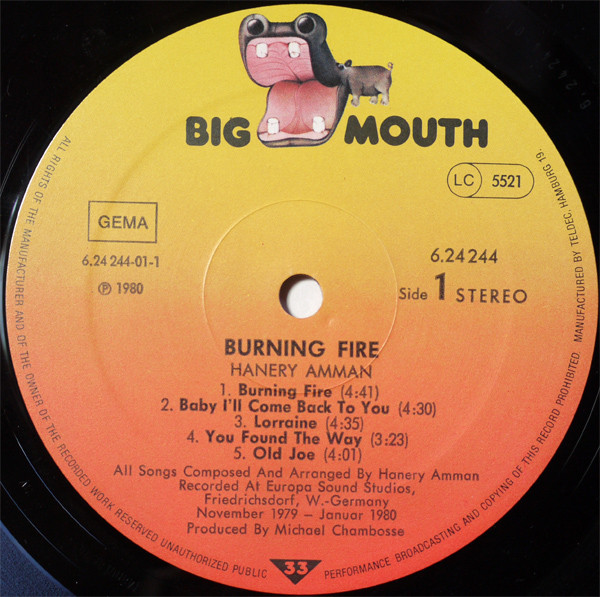 BIG MOUTH
LC 5521
GEMA
6.24 244-01-1
Ⓟ 1980
6.24244
Side 1 STEREO
BURNING FIRE
HANERY AMMAN
1. Burning Fire (4:41)
2. Baby I'll Come Back To You (4:30)
3. Lorraine (4:35)
4. You Found The Way (3:23)
5. Old Joe (4:01)
All Songs Composed And Arranged By Hanery Amman
Recorded At Europa Sound Studios,
Friedrichsdorf, W.-Germany
November 1979 – Januar 1980
Produced By Michael Chambosse
33
ALL RIGHTS OF THE MANUFACTURER AND OF THE OWNER OF THE RECORDED WORK RESERVED UNAUTHORIZED PUBLIC PERFORMANCE BROADCASTING AND COPYING OF THIS RECORD PROHIBITED. MANUFACTURED BY TELDEC, HAMBURG 19.